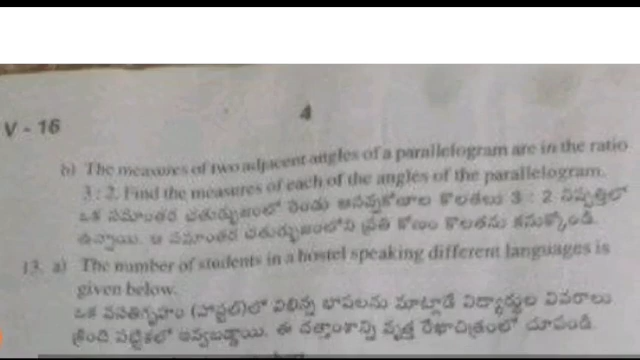 V - 16
4
b) The measures of two adjacent angles of a parallelogram are in the ratio
3 : 2. Find the measures of each of the angles of the parallelogram.
ఒక సమాంతర చతుర్భుజంలో రెండు ఆసన్నకోణాల కొలతలు 3 : 2 నిష్పత్తిలో
ఉన్నాయి. ఆ సమాంతర చతుర్భుజంలోని ప్రతి కోణం కొలతను కనుక్కోండి.
13. a) The number of students in a hostel speaking different languages is
given below.
ఒక వసతిగృహం (హాస్టల్)లో విభిన్న భాషలను మాట్లాడే విద్యార్థుల వివరాలు
క్రింది పట్టికలో ఇవ్వబడ్డాయి. ఈ దత్తాంశాన్ని వృత్త రేఖాచిత్రంలో చూపండి.